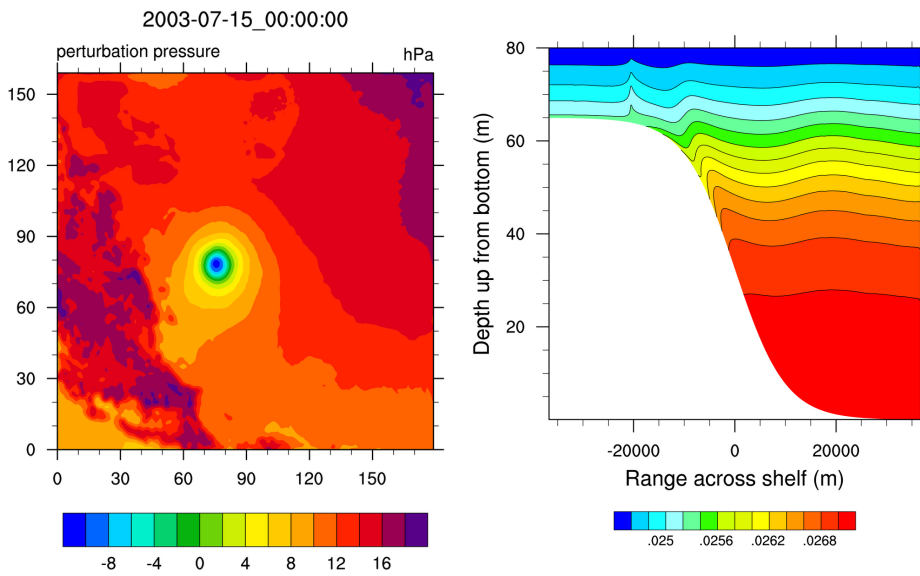 2003-07-15_00:00:00
perturbation pressure hPa
150
120
90
60
30
0
0 30 60 90 120 150
-8 -4 0 4 8 12 16
80
60
40
20
Depth up from bottom (m)
-20000 0 20000
Range across shelf (m)
.025 .0256 .0262 .0268